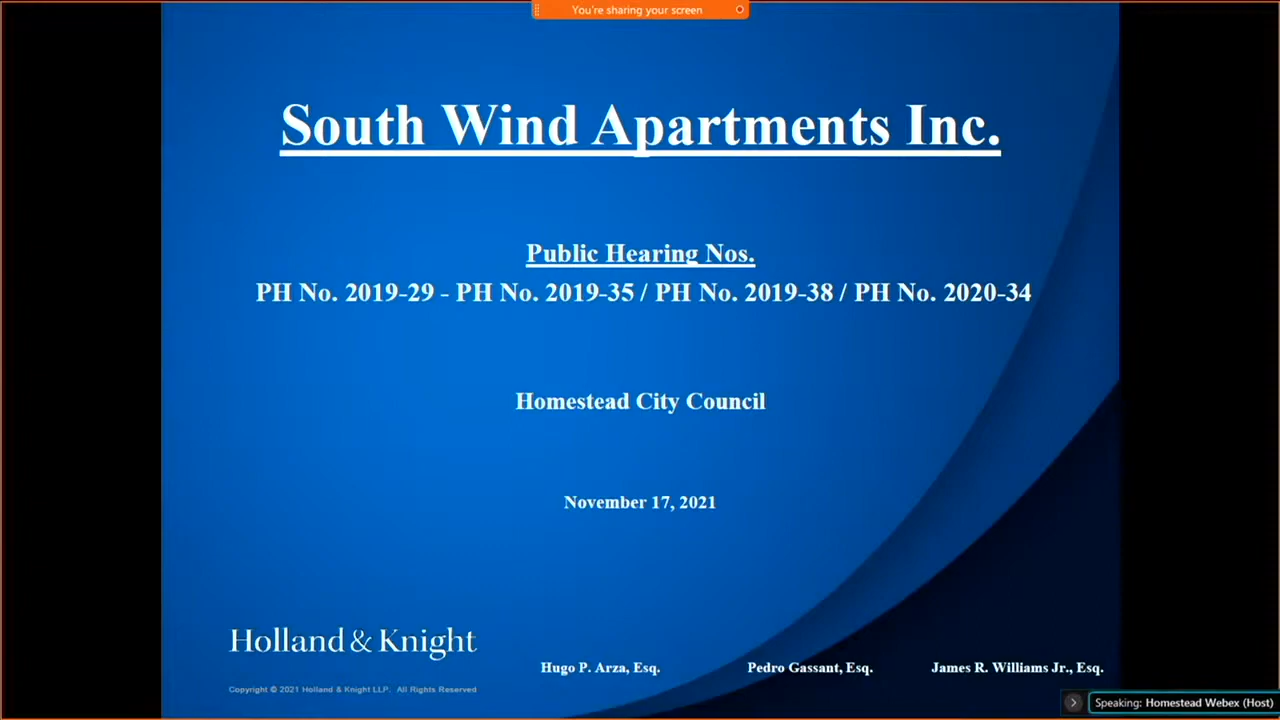 You're sharing your screen
South Wind Apartments Inc.
Public Hearing Nos.
PH No. 2019-29 - PH No. 2019-35 / PH No. 2019-38 / PH No. 2020-34
Homestead City Council
November 17, 2021
Holland & Knight
Hugo P. Arza, Esq. Pedro Gassant, Esq. James R. Williams Jr., Esq.
Copyright © 2021 Holland & Knight LLP. All Rights Reserved
Speaking: Homestead Webex (Host)